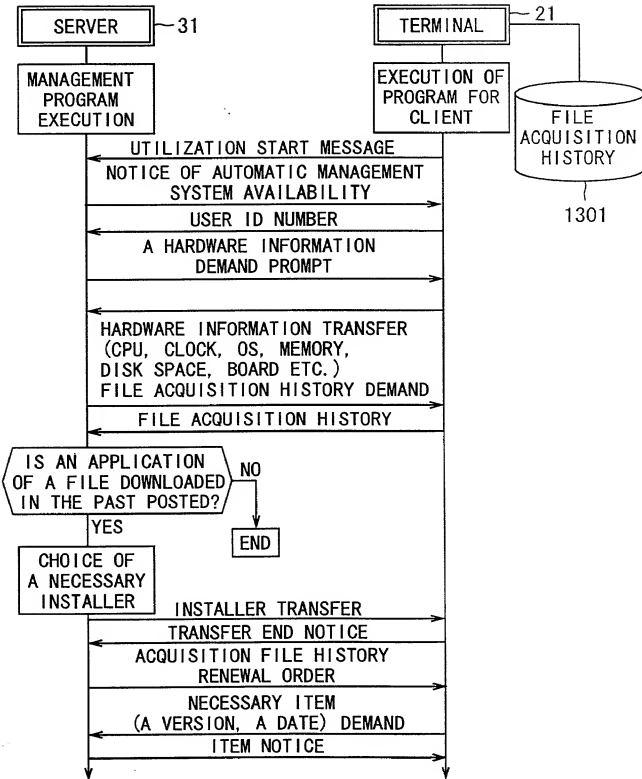 SERVER
31
TERMINAL
21
MANAGEMENT
PROGRAM
EXECUTION
EXECUTION OF
PROGRAM FOR
CLIENT
FILE
ACQUISITION
HISTORY
1301
UTILIZATION START MESSAGE
NOTICE OF AUTOMATIC MANAGEMENT
SYSTEM AVAILABILITY
USER ID NUMBER
A HARDWARE INFORMATION
DEMAND PROMPT
HARDWARE INFORMATION TRANSFER
(CPU, CLOCK, OS, MEMORY,
DISK SPACE, BOARD ETC.)
FILE ACQUISITION HISTORY DEMAND
FILE ACQUISITION HISTORY
IS AN APPLICATION
OF A FILE DOWNLOADED
IN THE PAST POSTED?
NO
END
YES
CHOICE OF
A NECESSARY
INSTALLER
INSTALLER TRANSFER
TRANSFER END NOTICE
ACQUISITION FILE HISTORY
RENEWAL ORDER
NECESSARY ITEM
(A VERSION, A DATE) DEMAND
ITEM NOTICE